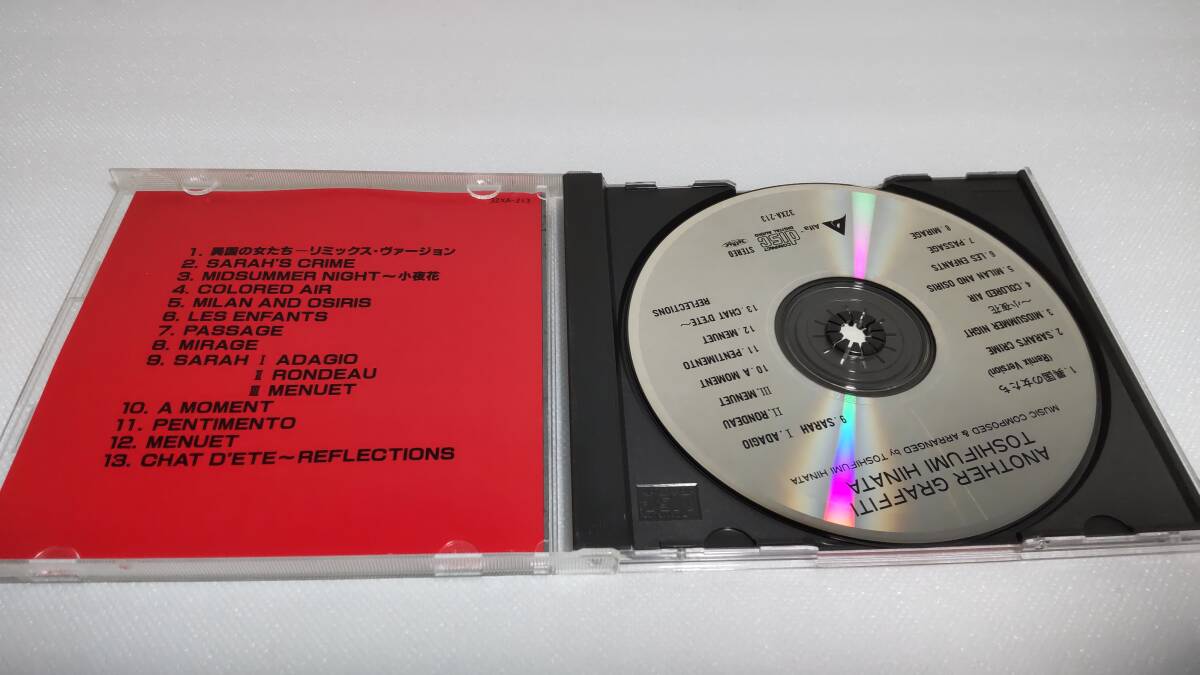 32XA-213
1. 異国の女たち－リミックス・ヴァージョン
2. SARAH'S CRIME
3. MIDSUMMER NIGHT～小夜花
4. COLORED AIR
5. MILAN AND OSIRIS
6. LES ENFANTS
7. PASSAGE
8. MIRAGE
9. SARAH Ⅰ ADAGIO
Ⅱ RONDEAU
Ⅲ MENUET
10. A MOMENT
11. PENTIMENTO
12. MENUET
13. CHAT D'ETE～REFLECTIONS
ANOTHER GRAFFITI
TOSHIFUMI HINATA
MUSIC COMPOSED & ARRANGED by TOSHIFUMI HINATA
1. 異国の女たち
(Remix Version)
2. SARAH'S CRIME
3. MIDSUMMER NIGHT
～小夜花
4. COLORED AIR
5. MILAN AND OSIRIS
6. LES ENFANTS
7. PASSAGE
8. MIRAGE
9. SARAH I. ADAGIO
II. RONDEAU
III. MENUET
10. A MOMENT
11. PENTIMENTO
12. MENUET
13. CHAT D'ETE～
REFLECTIONS
STEREO
COMPACT
disc
DIGITAL AUDIO
Alfa
32XA-213